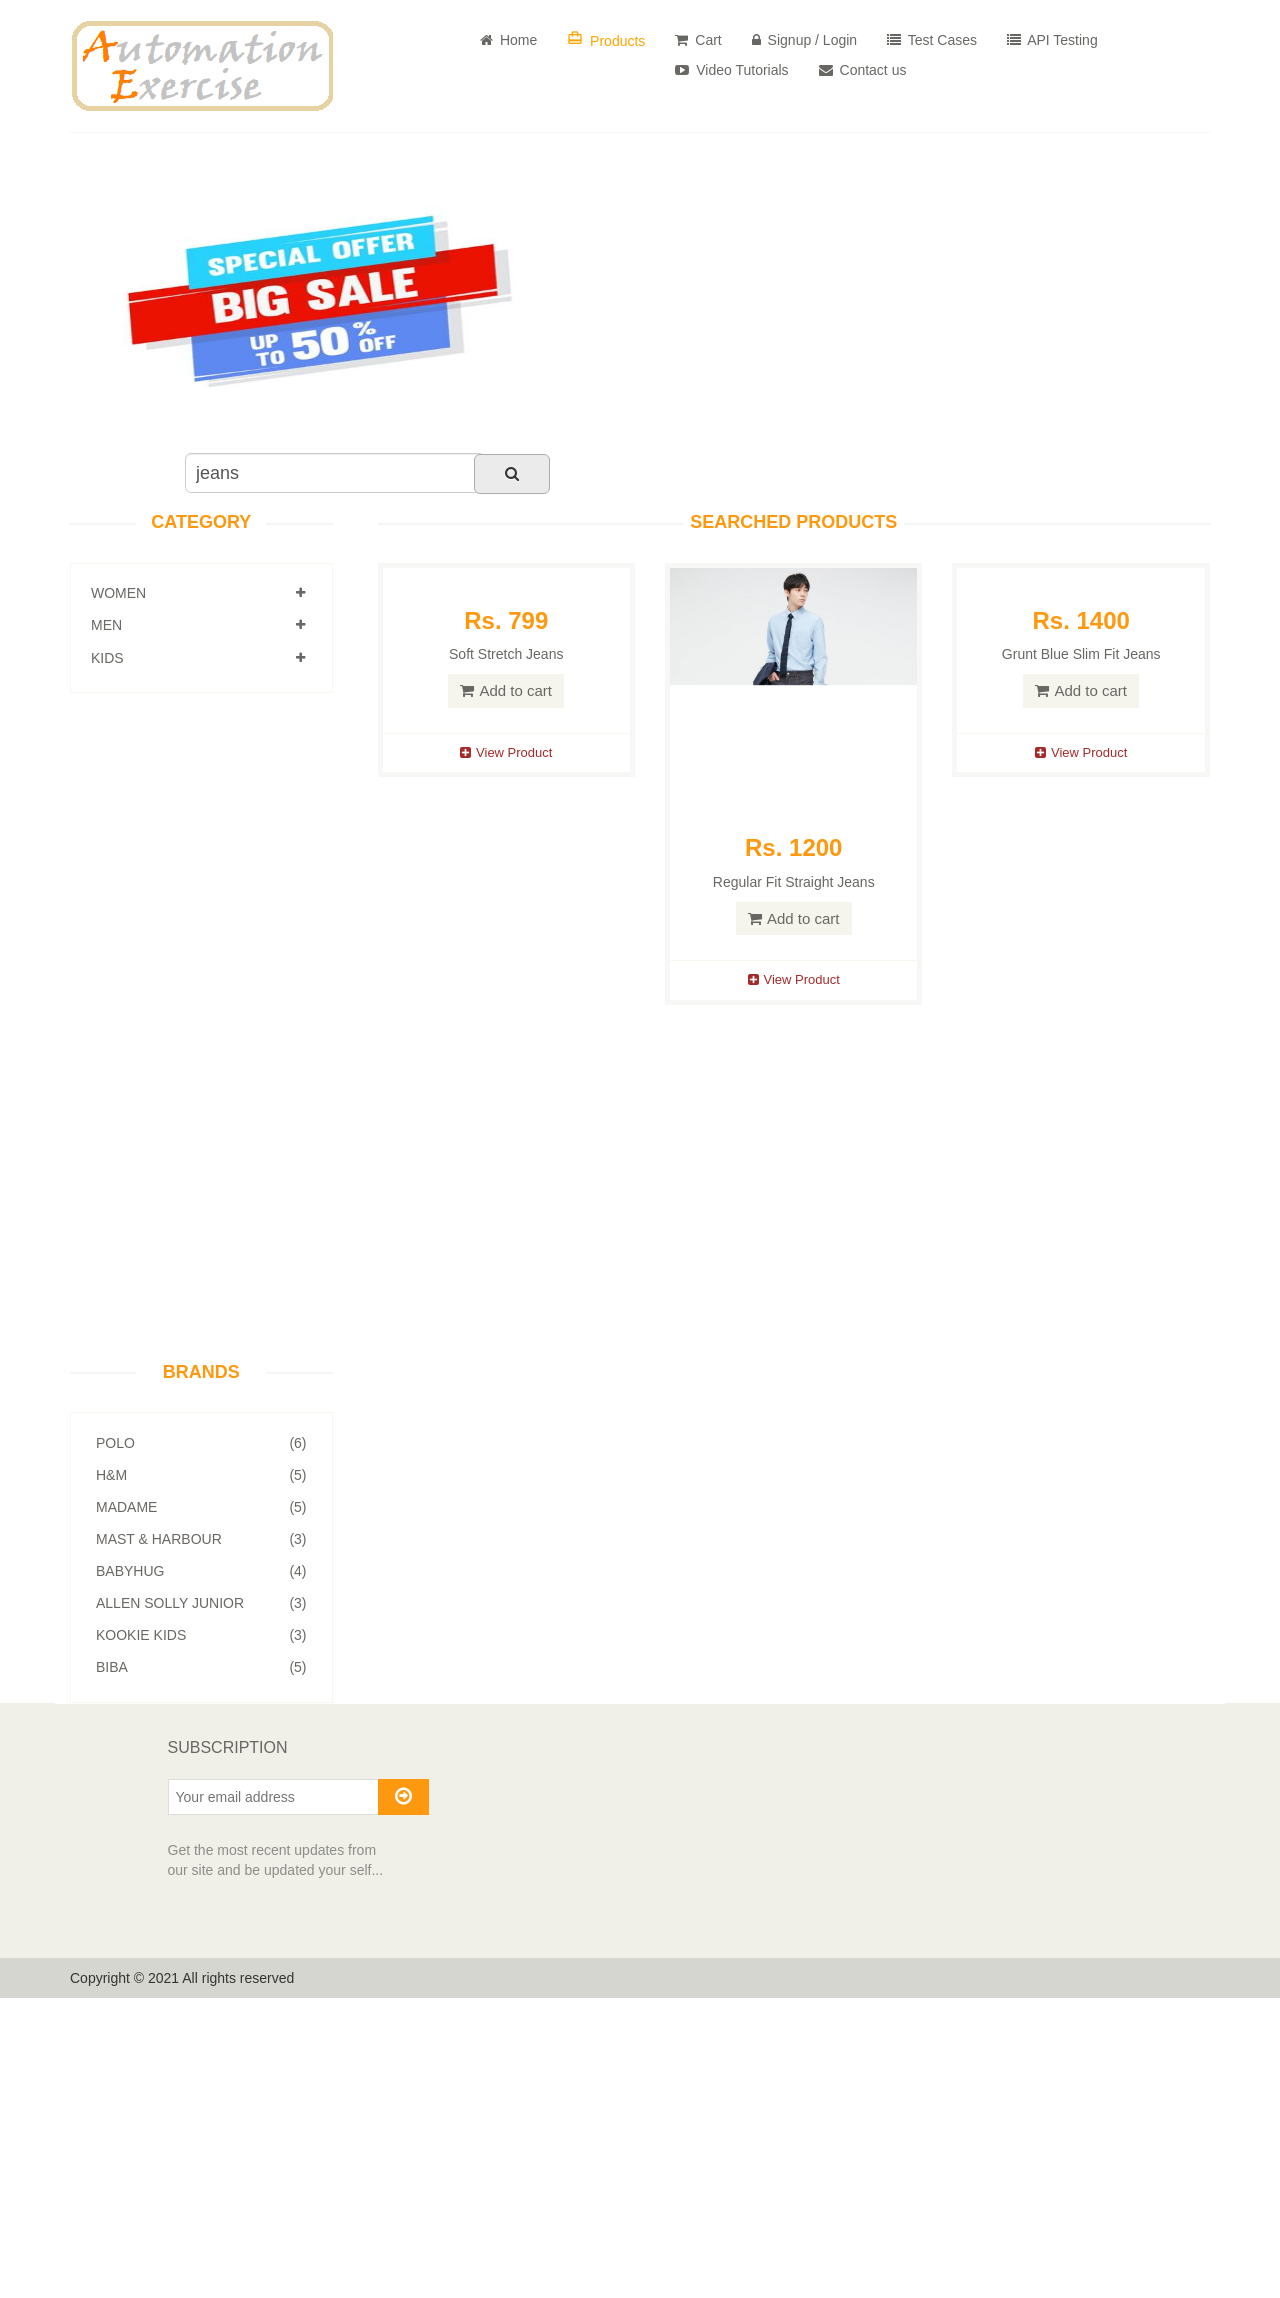 Automation
Exercise
Home
Products
Cart
Signup / Login
Test Cases
API Testing
Video Tutorials
Contact us
SPECIAL OFFER
BIG SALE
UP TO 50% OFF
jeans
CATEGORY
WOMEN
MEN
KIDS
SEARCHED PRODUCTS
Rs. 799
Soft Stretch Jeans
Add to cart
View Product
Rs. 1200
Regular Fit Straight Jeans
Add to cart
View Product
Rs. 1400
Grunt Blue Slim Fit Jeans
Add to cart
View Product
BRANDS
POLO (6)
H&M (5)
MADAME (5)
MAST & HARBOUR (3)
BABYHUG (4)
ALLEN SOLLY JUNIOR (3)
KOOKIE KIDS (3)
BIBA (5)
SUBSCRIPTION
Your email address
Get the most recent updates from
our site and be updated your self...
Copyright © 2021 All rights reserved